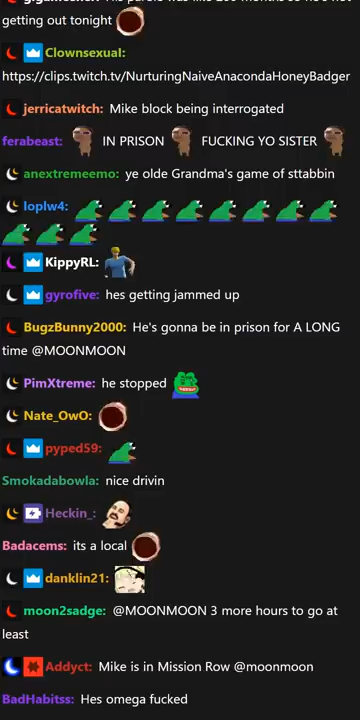 getting out tonight
Clownsexual:
https://clips.twitch.tv/NurturingNaiveAnacondaHoneyBadger
jerricatwitch: Mike block being interrogated
ferabeast: IN PRISON FUCKING YO SISTER
anextremeemo: ye olde Grandma's game of sttabbin
loplw4:
KippyRL:
gyrofive: hes getting jammed up
BugzBunny2000: He's gonna be in prison for A LONG
time @MOONMOON
PimXtreme: he stopped
Nate_OwO:
pyped59:
Smokadabowla: nice drivin
Heckin_:
Badacems: its a local
danklin21:
moon2sadge: @MOONMOON 3 more hours to go at
least
Addyct: Mike is in Mission Row @moonmoon
BadHabitss: Hes omega fucked